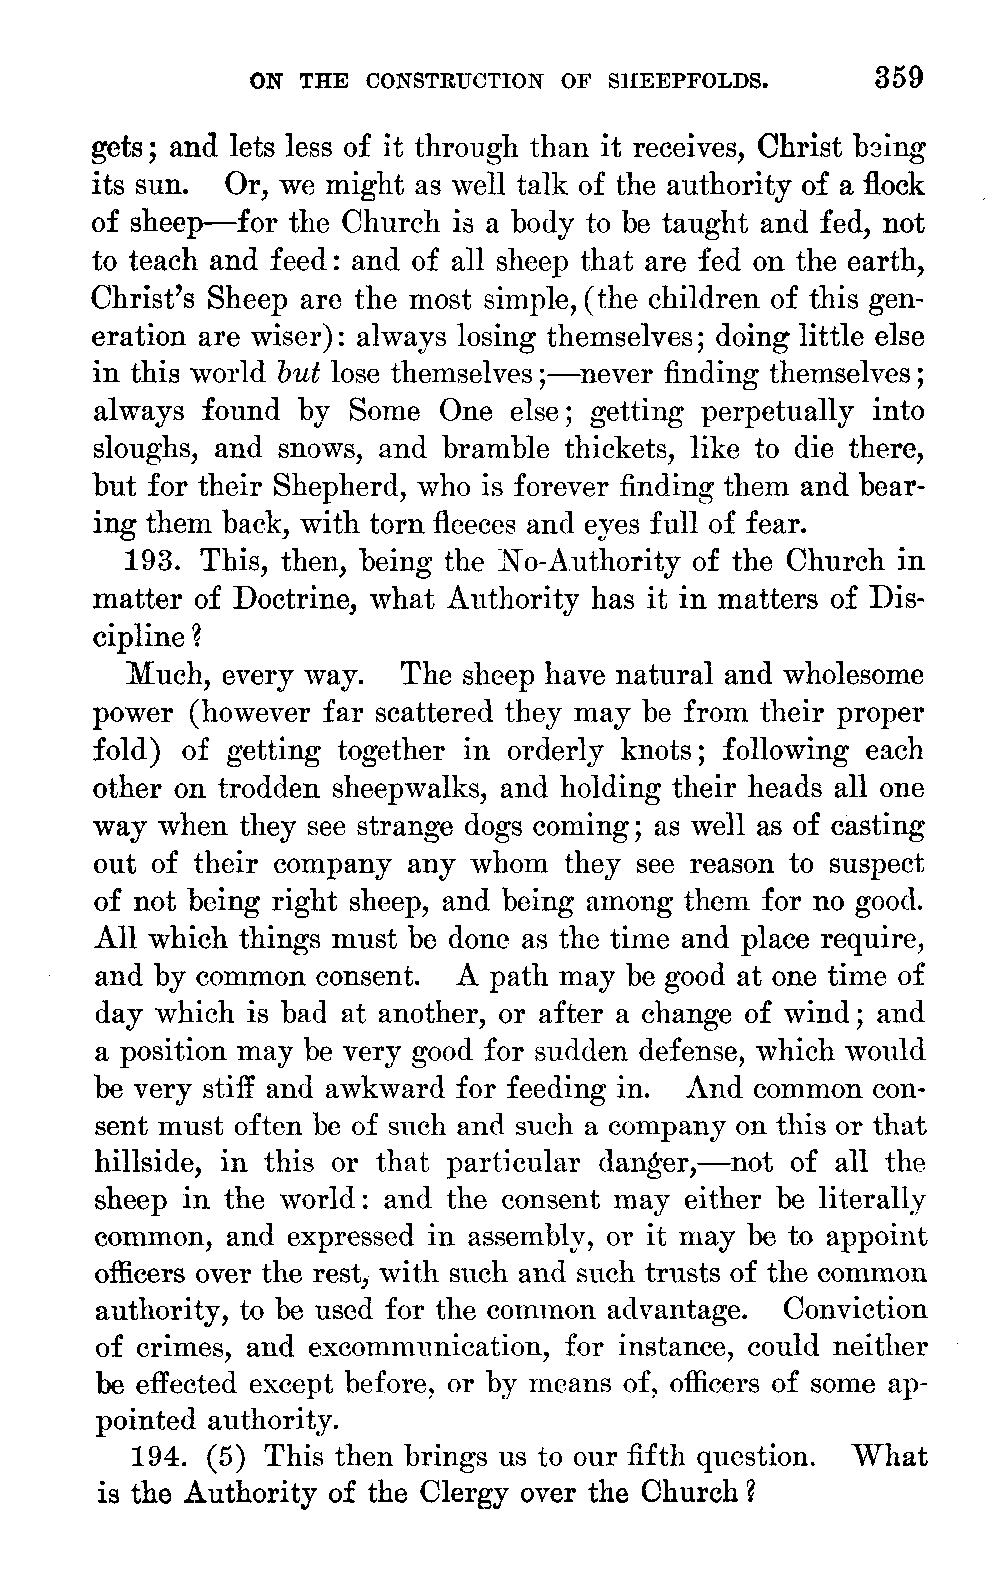 ON THE CONSTRUCTION OF SHEEPFOLDS. 359
gets; and lets less of it through than it receives, Christ being
its sun. Or, we might as well talk of the authority of a flock
of sheep—for the Church is a body to be taught and fed, not
to teach and feed: and of all sheep that are fed on the earth,
Christ's Sheep are the most simple, (the children of this gen-
eration are wiser): always losing themselves; doing little else
in this world but lose themselves;—never finding themselves;
always found by Some One else; getting perpetually into
sloughs, and snows, and bramble thickets, like to die there,
but for their Shepherd, who is forever finding them and bear-
ing them back, with torn fleeces and eyes full of fear.
193. This, then, being the No-Authority of the Church in
matter of Doctrine, what Authority has it in matters of Dis-
cipline?
Much, every way. The sheep have natural and wholesome
power (however far scattered they may be from their proper
fold) of getting together in orderly knots; following each
other on trodden sheepwalks, and holding their heads all one
way when they see strange dogs coming; as well as of casting
out of their company any whom they see reason to suspect
of not being right sheep, and being among them for no good.
All which things must be done as the time and place require,
and by common consent. A path may be good at one time of
day which is bad at another, or after a change of wind; and
a position may be very good for sudden defense, which would
be very stiff and awkward for feeding in. And common con-
sent must often be of such and such a company on this or that
hillside, in this or that particular danger,—not of all the
sheep in the world: and the consent may either be literally
common, and expressed in assembly, or it may be to appoint
officers over the rest, with such and such trusts of the common
authority, to be used for the common advantage. Conviction
of crimes, and excommunication, for instance, could neither
be effected except before, or by means of, officers of some ap-
pointed authority.
194. (5) This then brings us to our fifth question. What
is the Authority of the Clergy over the Church?